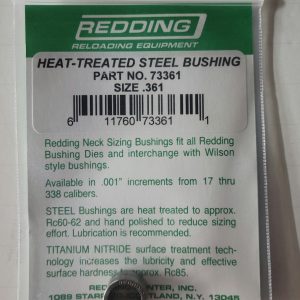 REDDING
RELOADING EQUIPMENT
HEAT-TREATED STEEL BUSHING
PART NO. 73361
SIZE .361
6 11760 73361 1
Redding Neck Sizing Bushings fit all Redding
Bushing Dies and interchange with Wilson
style bushings.
Available in .001" increments from 17 thru
338 calibers.
STEEL Bushings are heat treated to approx.
Rc60-62 and hand polished to reduce sizing
effort. Lubrication is recommended.
TITANIUM NITRIDE surface treatment tech-
nology increases the lubricity and effective
surface hardness to approx. Rc85.
INC.
1089 13045